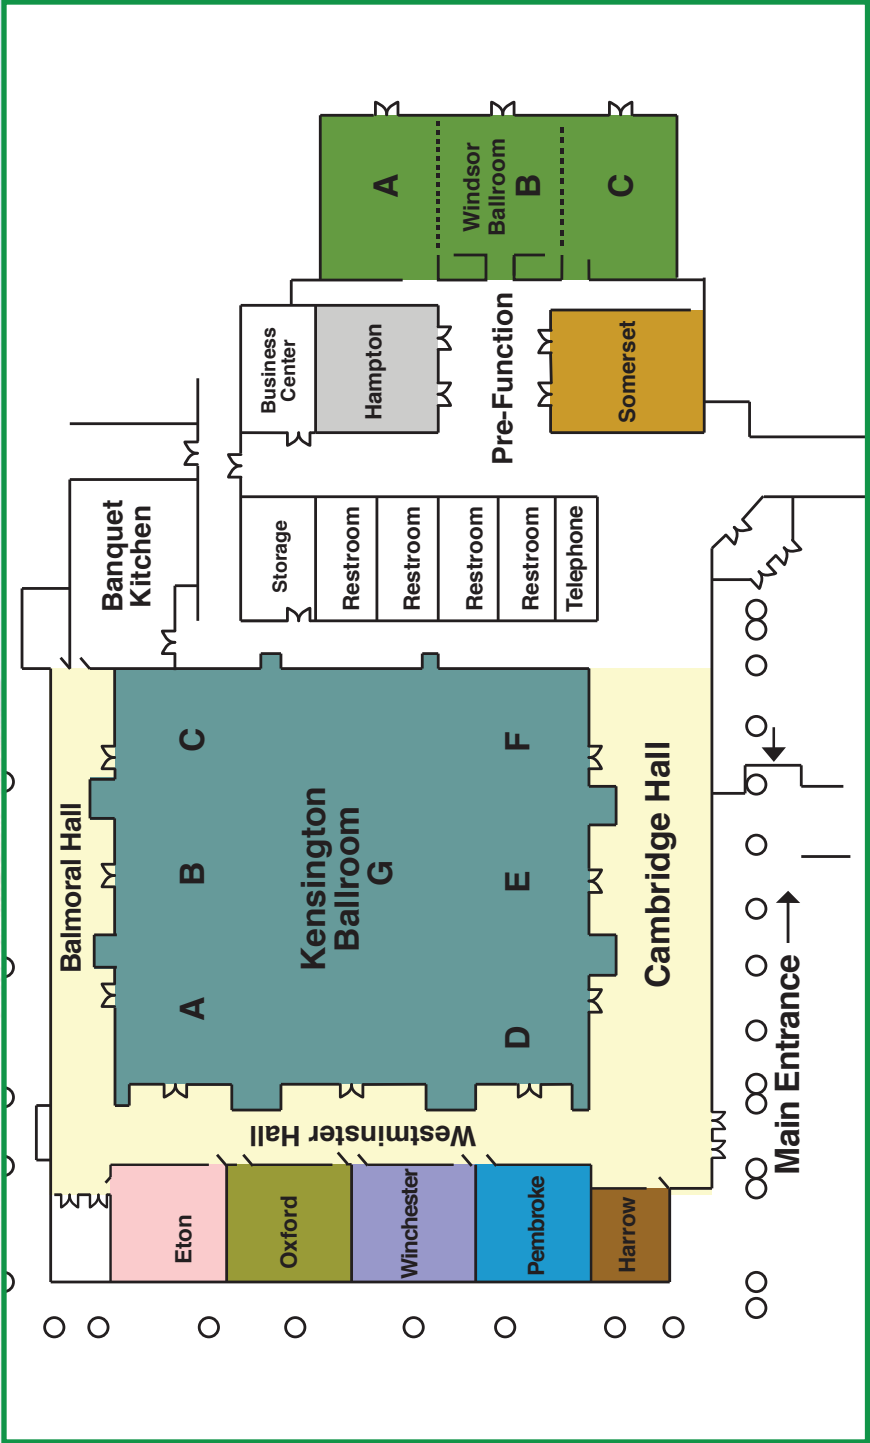 A
Windsor
Ballroom
B
C
Business
Center
Hampton
Pre-Function
Somerset
Banquet
Kitchen
Storage
Restroom
Restroom
Restroom
Restroom
Telephone
Balmoral Hall
C
B
A
Kensington
Ballroom
G
F
E
D
Cambridge Hall
Westminster Hall
Main Entrance
Eton
Oxford
Winchester
Pembroke
Harrow